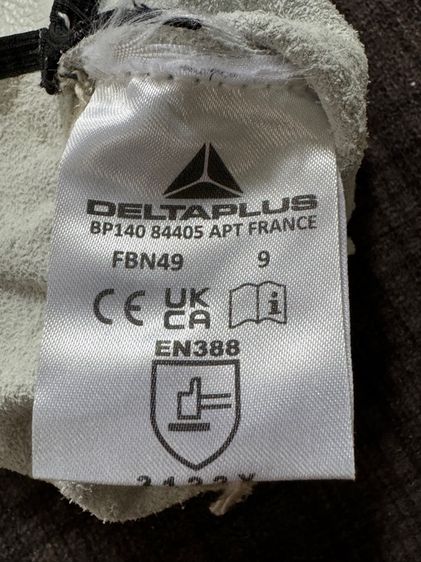 DELTAPLUS
BP140 84405 APT FRANCE
FBN49 9
CE UK CA i
EN388